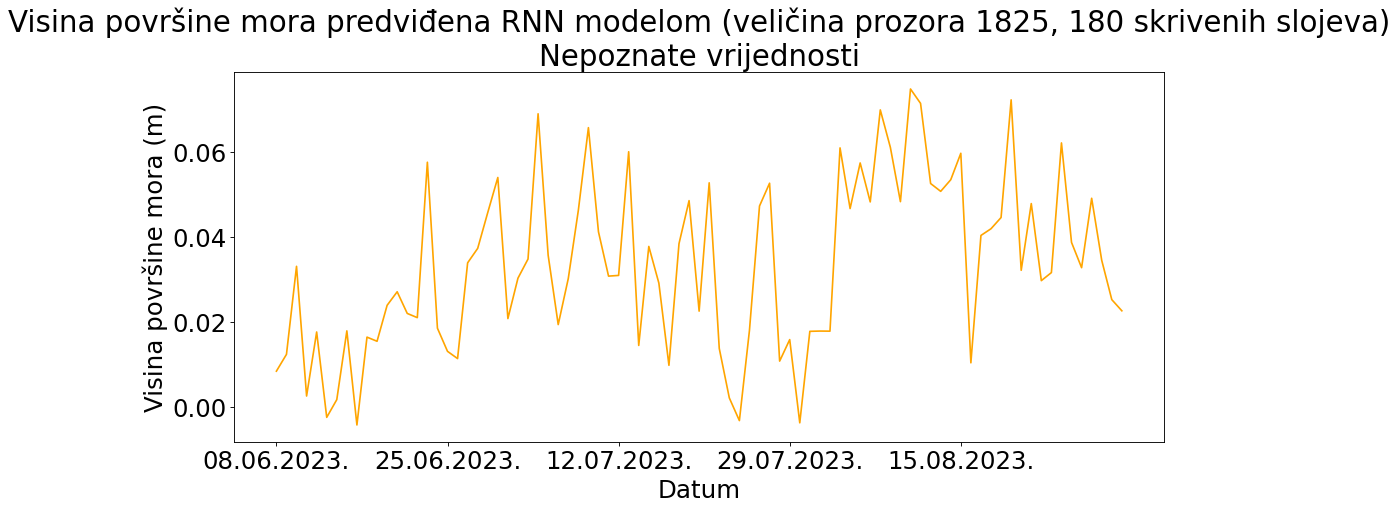 Visina površine mora predviđena RNN modelom (veličina prozora 1825, 180 skrivenih slojeva)
Nepoznate vrijednosti
Visina površine mora (m)
0.06
0.04
0.02
0.00
08.06.2023. 25.06.2023. 12.07.2023. 29.07.2023. 15.08.2023.
Datum